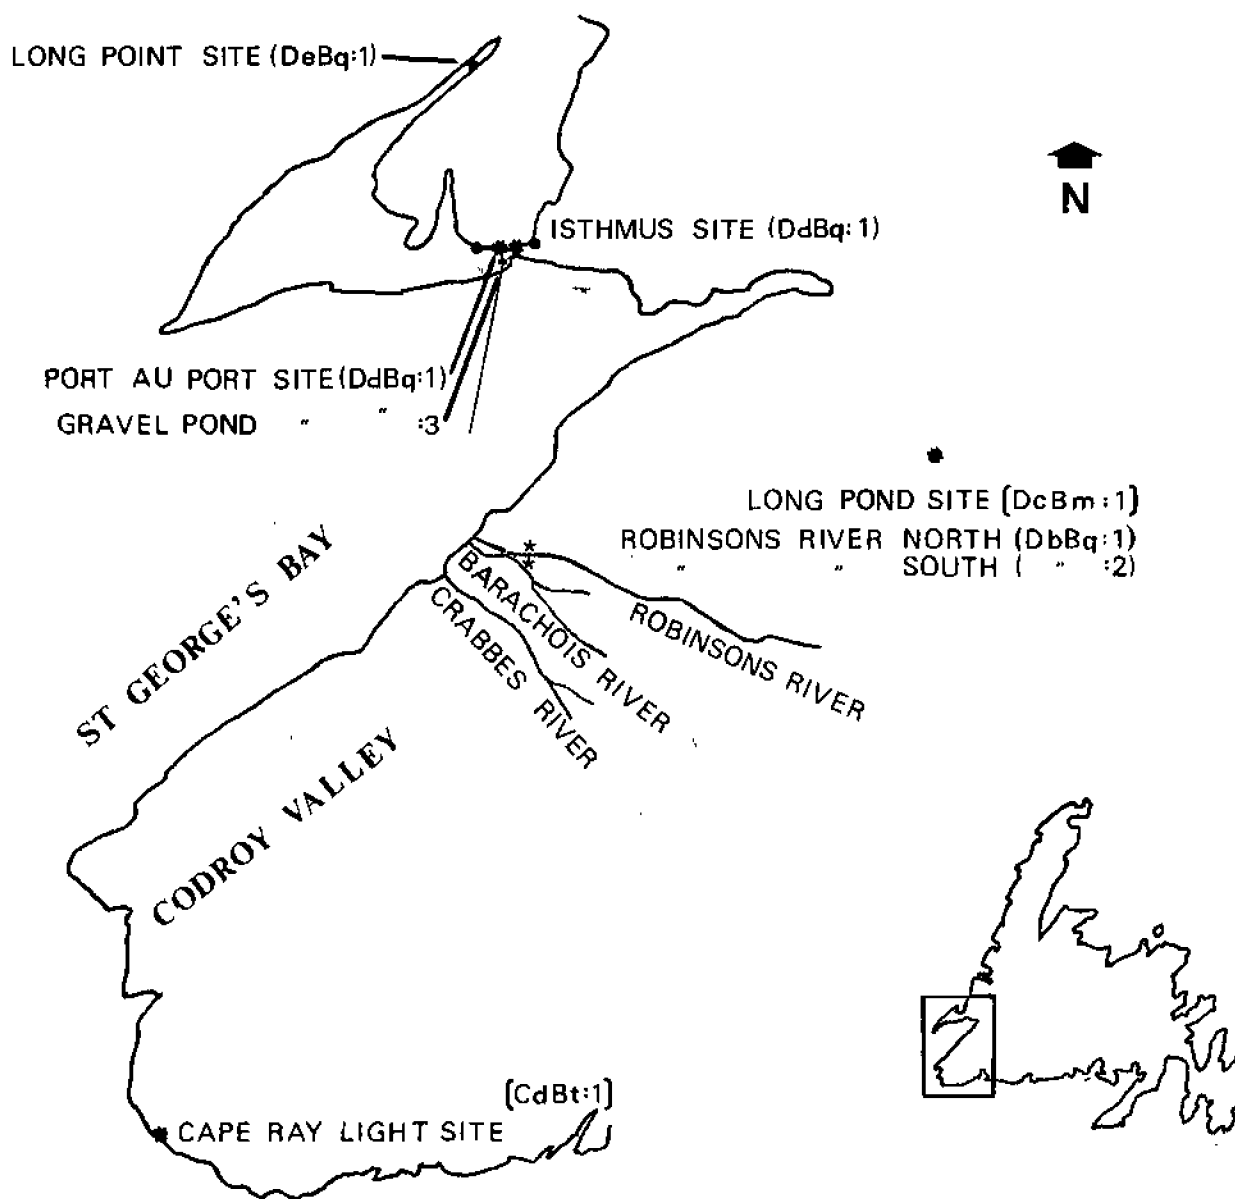 LONG POINT SITE (DeBq:1)
N
ISTHMUS SITE (DdBq:1)
PORT AU PORT SITE (DdBq:1)
GRAVEL POND " " :3
LONG POND SITE [DcBm:1]
ROBINSONS RIVER NORTH (DbBq:1)
" " SOUTH ( " :2)
ST GEORGE'S BAY
BARACHOIS RIVER
CRABBES RIVER
ROBINSONS RIVER
CODROY VALLEY
[CdBt:1]
CAPE RAY LIGHT SITE